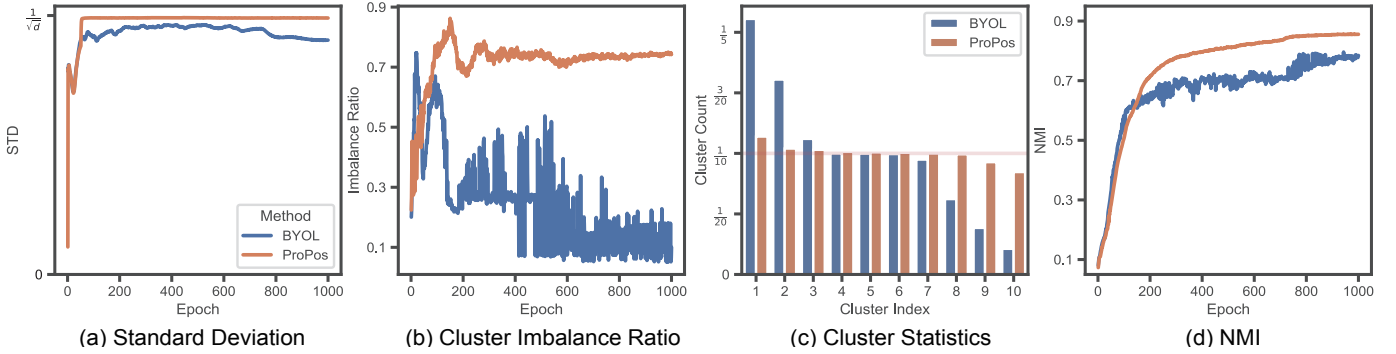 1/√d
0
STD
0 200 400 600 800 1000
Epoch
Method
BYOL
ProPos
(a) Standard Deviation
0.9
0.7
0.5
0.3
0.1
Imbalance Ratio
0 200 400 600 800 1000
Epoch
(b) Cluster Imbalance Ratio
1/5
3/20
1/10
1/20
0
Cluster Count
BYOL
ProPos
1 2 3 4 5 6 7 8 9 10
Cluster Index
(c) Cluster Statistics
0.9
0.7
0.5
0.3
0.1
NMI
0 200 400 600 800 1000
Epoch
(d) NMI